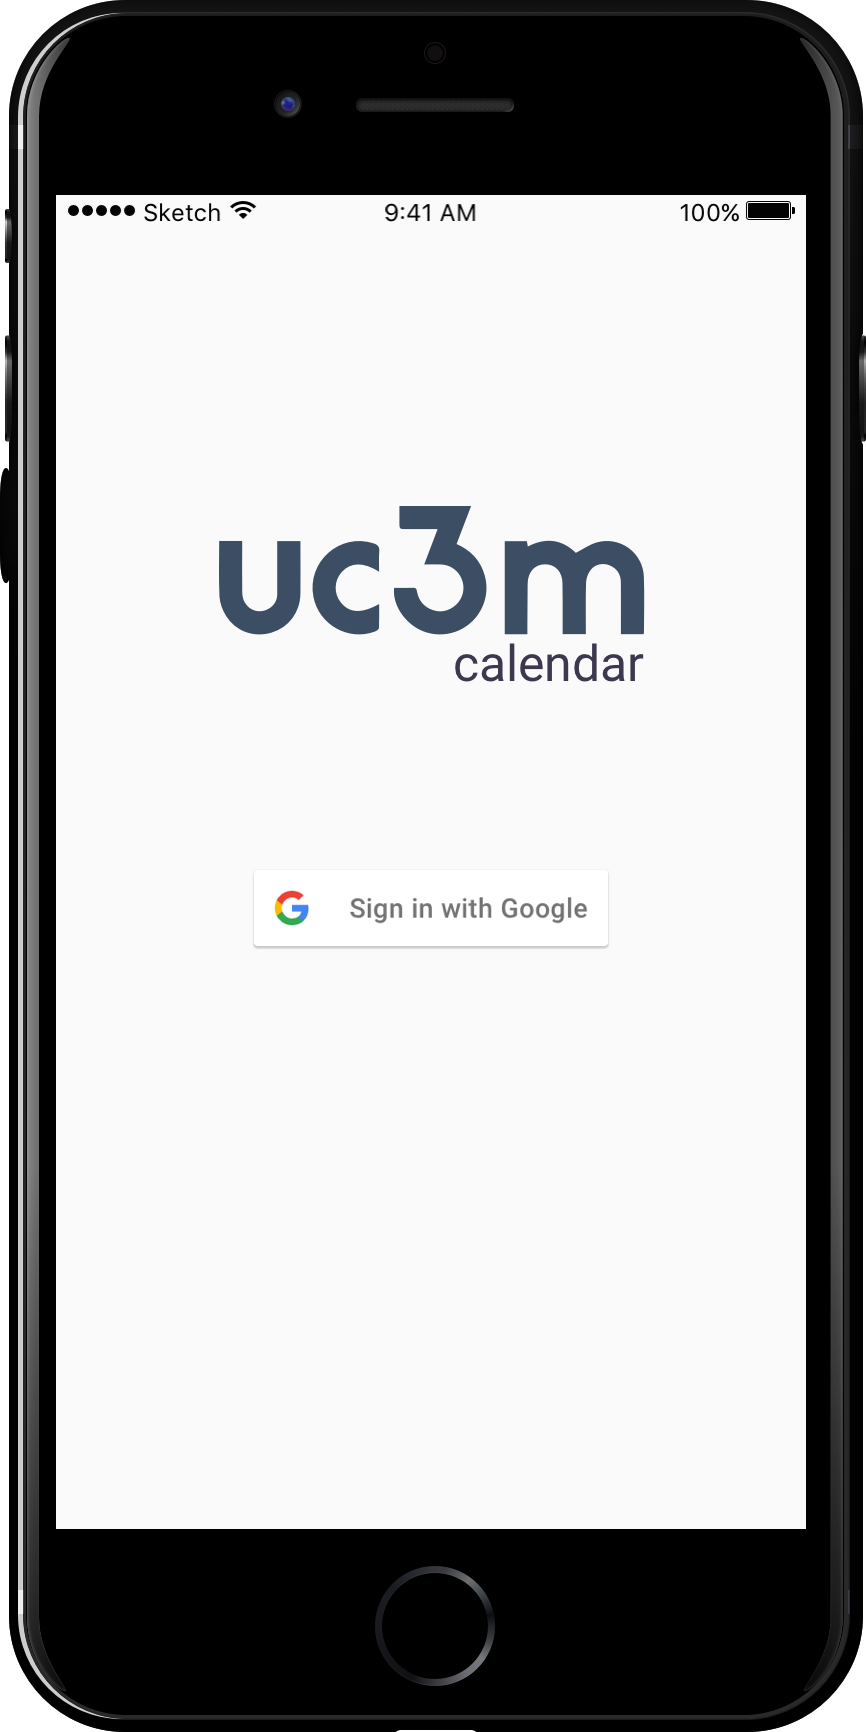 Sketch 9:41 AM 100%
uc3m
calendar
Sign in with Google